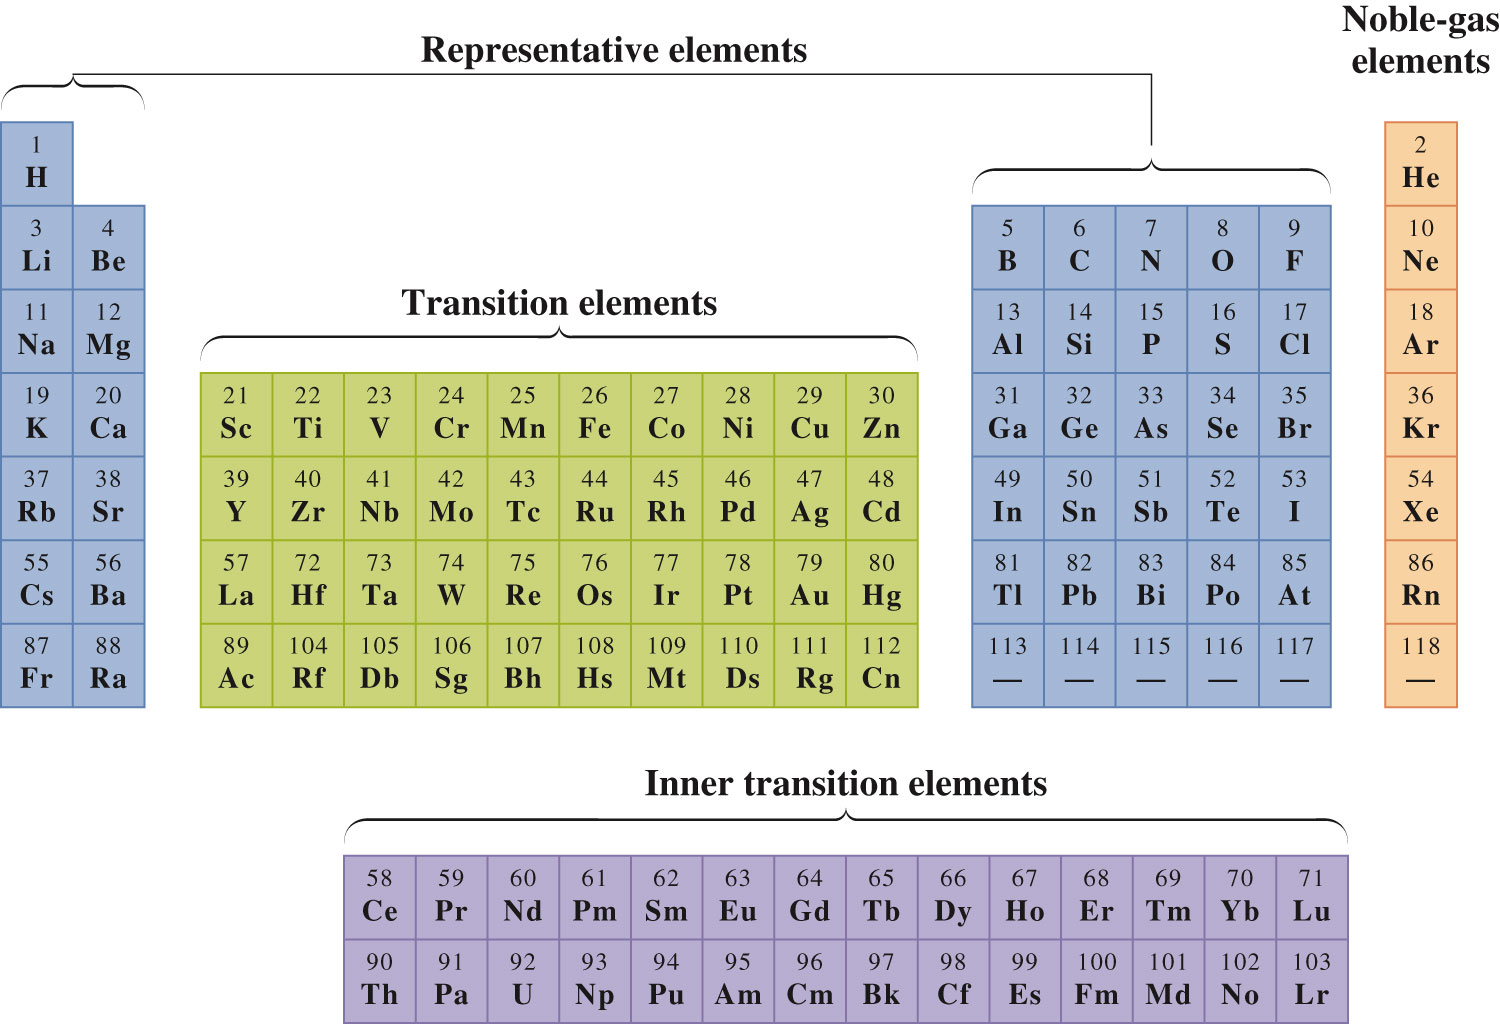 Noble-gas
elements
Representative elements
1 2
H He
3 4 5 6 7 8 9 10
Li Be B C N O F Ne
Transition elements
11 12 13 14 15 16 17 18
Na Mg Al Si P S Cl Ar
19 20 21 22 23 24 25 26 27 28 29 30 31 32 33 34 35 36
K Ca Sc Ti V Cr Mn Fe Co Ni Cu Zn Ga Ge As Se Br Kr
37 38 39 40 41 42 43 44 45 46 47 48 49 50 51 52 53 54
Rb Sr Y Zr Nb Mo Tc Ru Rh Pd Ag Cd In Sn Sb Te I Xe
55 56 57 72 73 74 75 76 77 78 79 80 81 82 83 84 85 86
Cs Ba La Hf Ta W Re Os Ir Pt Au Hg Tl Pb Bi Po At Rn
87 88 89 104 105 106 107 108 109 110 111 112 113 114 115 116 117 118
Fr Ra Ac Rf Db Sg Bh Hs Mt Ds Rg Cn — — — — — —
Inner transition elements
58 59 60 61 62 63 64 65 66 67 68 69 70 71
Ce Pr Nd Pm Sm Eu Gd Tb Dy Ho Er Tm Yb Lu
90 91 92 93 94 95 96 97 98 99 100 101 102 103
Th Pa U Np Pu Am Cm Bk Cf Es Fm Md No Lr